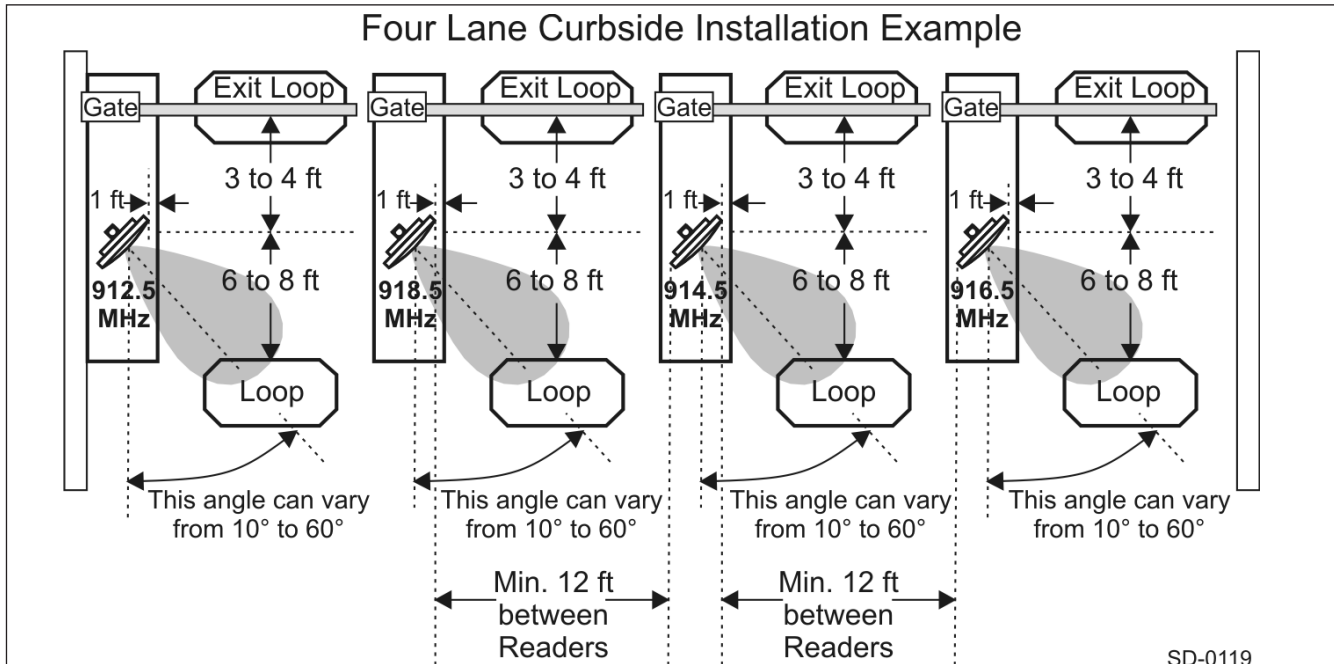 Four Lane Curbside Installation Example
Exit Loop
Exit Loop
Exit Loop
Exit Loop
Gate
Gate
Gate
Gate
3 to 4 ft
3 to 4 ft
3 to 4 ft
3 to 4 ft
1 ft
1 ft
1 ft
1 ft
6 to 8 ft
6 to 8 ft
6 to 8 ft
6 to 8 ft
912.5
MHz
918.5
MHz
914.5
MHz
916.5
MHz
Loop
Loop
Loop
Loop
This angle can vary
from 10° to 60°
This angle can vary
from 10° to 60°
This angle can vary
from 10° to 60°
This angle can vary
from 10° to 60°
Min. 12 ft
between
Readers
Min. 12 ft
between
Readers
SD-0119